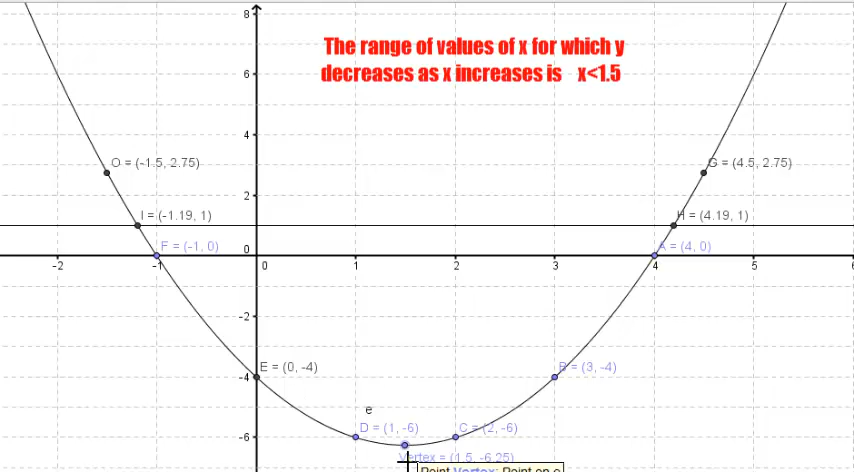 8
The range of values of x for which y
decreases as x increases is x<1.5
6
4
O = (-1.5, 2.75)
G = (4.5, 2.75)
2
I = (-1.19, 1)
H = (4.19, 1)
F = (-1, 0)
0
A = (4, 0)
-2 -1 0 1 2 3 4 5 6
-2
E = (0, -4)
B = (3, -4)
-4
e
D = (1, -6)
C = (2, -6)
-6
Vertex = (1.5, -6.25)
Point Vertex: Point on e